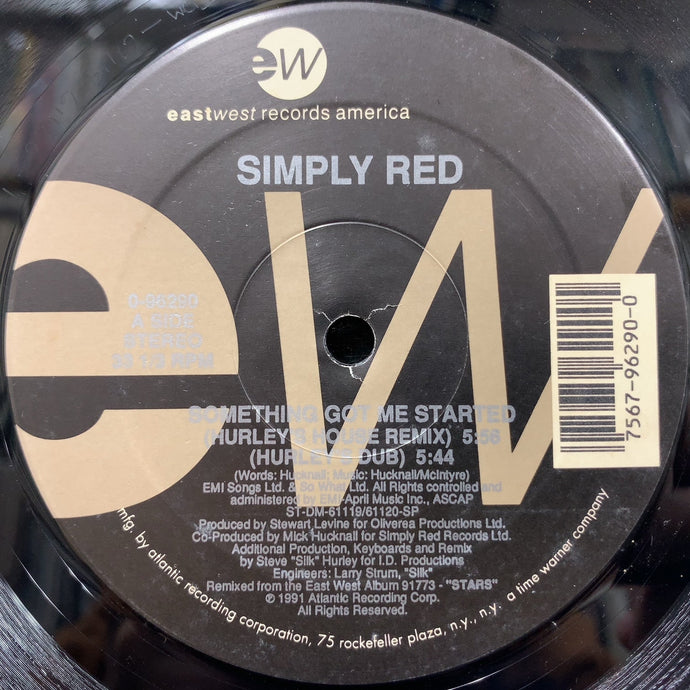 ew
eastwest records america
SIMPLY RED
ew
0-96290
A SIDE
STEREO
33 1/3 RPM
7567-96290-0
SOMETHING GOT ME STARTED
(HURLEY'S HOUSE REMIX) 5:56
(HURLEY'S DUB) 5:44
(Words: Hucknall; Music: Hucknall/McIntyre)
EMI Songs Ltd. & So What Ltd. All Rights controlled and
administered by EMI-April Music Inc., ASCAP
ST-DM-61119/61120-SP
Produced by Stewart Levine for Oliverea Productions Ltd.
Co-Produced by Mick Hucknall for Simply Red Records Ltd.
Additional Production, Keyboards and Remix
by Steve "Silk" Hurley for I.D. Productions
Engineers: Larry Strum, "Silk"
Remixed from the East West Album 91773 - "STARS"
℗ 1991 Atlantic Recording Corp.
All Rights Reserved.
mfg. by atlantic recording corporation, 75 rockefeller plaza, n.y., n.y. a time warner company